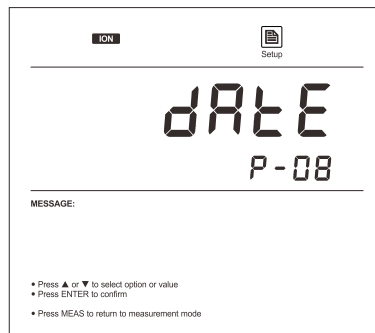 ION
Setup
dAtE
P-08
MESSAGE:
• Press ▲ or ▼ to select option or value
• Press ENTER to confirm
• Press MEAS to return to measurement mode